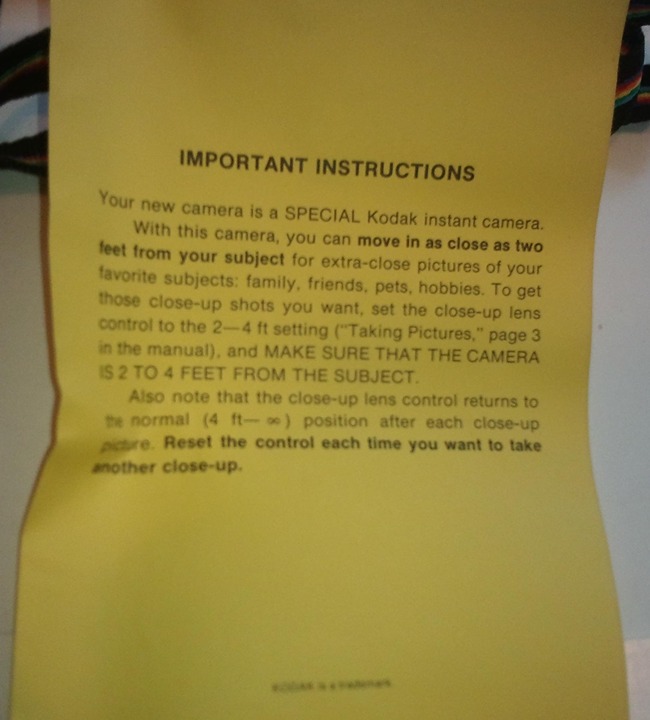 IMPORTANT INSTRUCTIONS
Your new camera is a SPECIAL Kodak instant camera.
With this camera, you can move in as close as two
feet from your subject for extra-close pictures of your
favorite subjects: family, friends, pets, hobbies. To get
those close-up shots you want, set the close-up lens
control to the 2—4 ft setting ("Taking Pictures," page 3
in the manual), and MAKE SURE THAT THE CAMERA
IS 2 TO 4 FEET FROM THE SUBJECT.
Also note that the close-up lens control returns to
the normal (4 ft— ∞) position after each close-up
picture. Reset the control each time you want to take
another close-up.
KODAK is a trademark